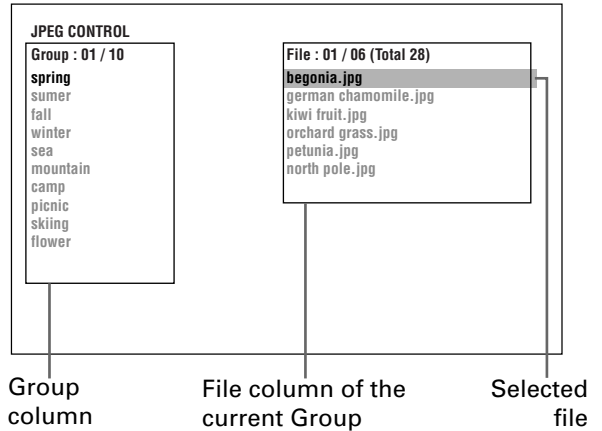 JPEG CONTROL
Group : 01 / 10
spring
sumer
fall
winter
sea
mountain
camp
picnic
skiing
flower
File : 01 / 06 (Total 28)
begonia.jpg
german chamomile.jpg
kiwi fruit.jpg
orchard grass.jpg
petunia.jpg
north pole.jpg
Group
column
File column of the
current Group
Selected
file